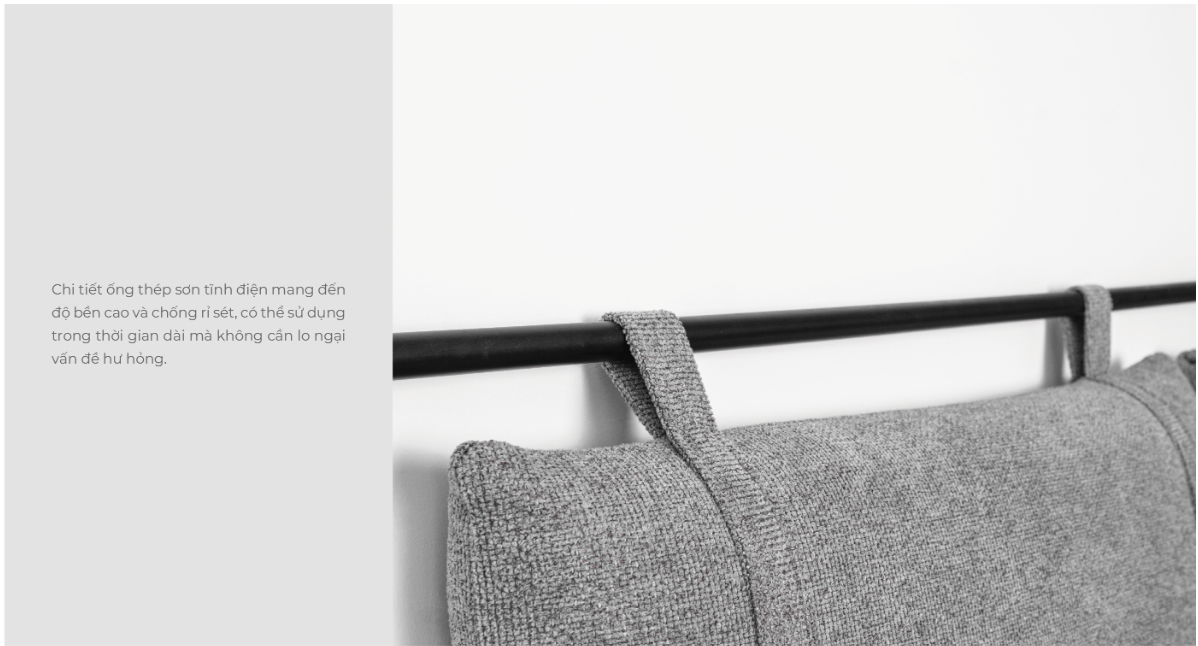 Chi tiết ống thép sơn tĩnh điện mang đến
độ bền cao và chống rỉ sét, có thể sử dụng
trong thời gian dài mà không cần lo ngại
vấn đề hư hỏng.